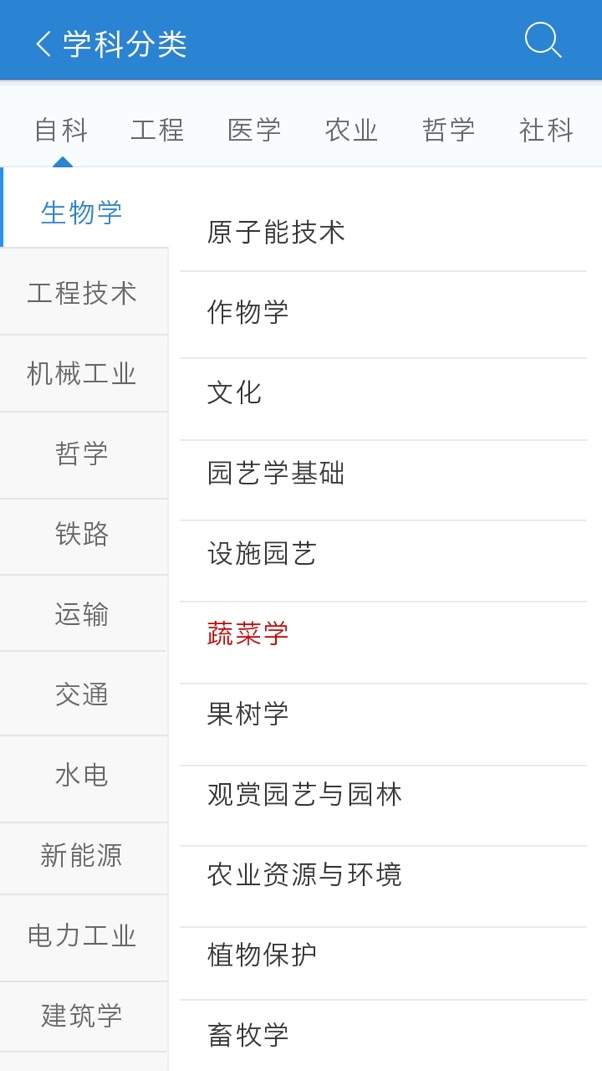 学科分类
自科 工程 医学 农业 哲学 社科
生物学
工程技术
机械工业
哲学
铁路
运输
交通
水电
新能源
电力工业
建筑学
原子能技术
作物学
文化
园艺学基础
设施园艺
蔬菜学
果树学
观赏园艺与园林
农业资源与环境
植物保护
畜牧学